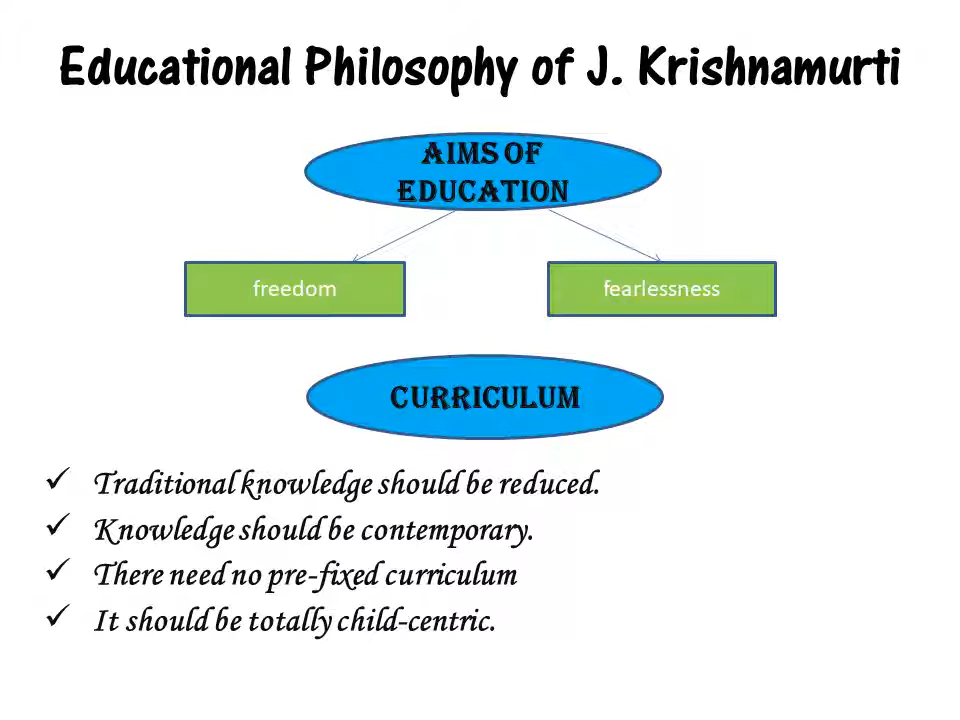 Educational Philosophy of J. Krishnamurti
AIMS OF
EDUCATION
freedom
fearlessness
CURRICULUM
✓ Traditional knowledge should be reduced.
✓ Knowledge should be contemporary.
✓ There need no pre-fixed curriculum
✓ It should be totally child-centric.